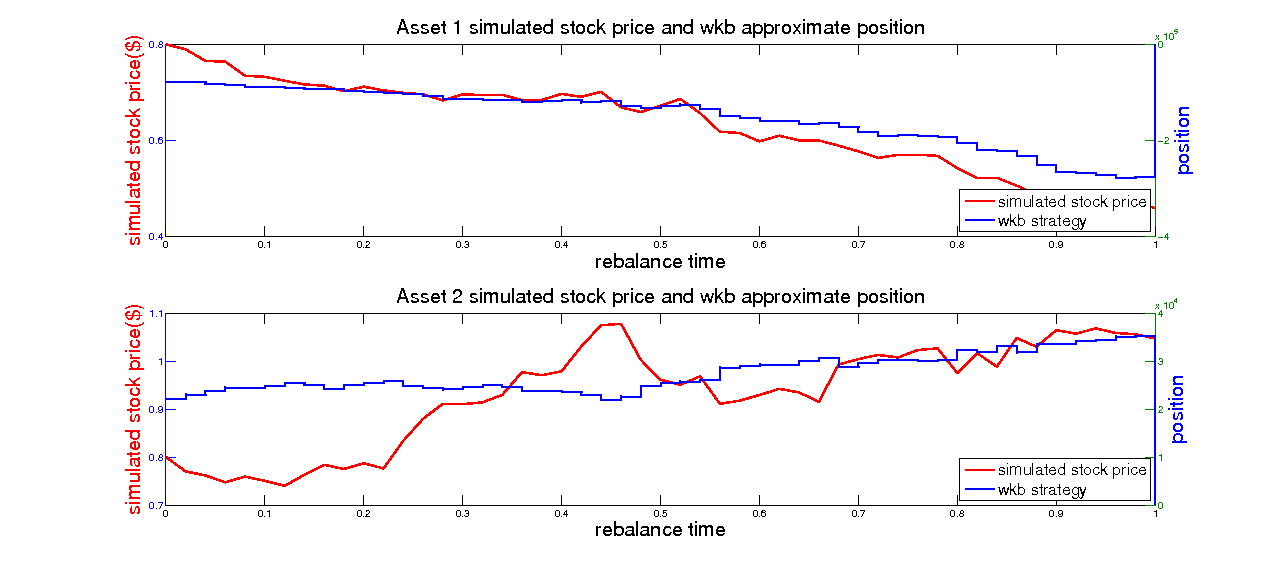 Asset 1 simulated stock price and wkb approximate position
x 10^5
simulated stock price($)
0.8
0.6
0.4
0
−2
−4
position
simulated stock price
wkb strategy
0 0.1 0.2 0.3 0.4 0.5 0.6 0.7 0.8 0.9 1
rebalance time
Asset 2 simulated stock price and wkb approximate position
x 10^4
simulated stock price($)
1.1
1
0.9
0.8
0.7
4
3
2
1
0
position
simulated stock price
wkb strategy
0 0.1 0.2 0.3 0.4 0.5 0.6 0.7 0.8 0.9 1
rebalance time